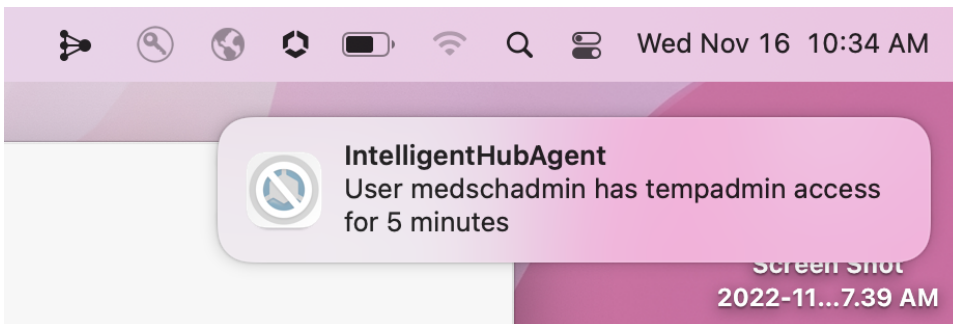 Wed Nov 16 10:34 AM
IntelligentHubAgent
User medschadmin has tempadmin access
for 5 minutes
Screen Shot
2022-11...7.39 AM